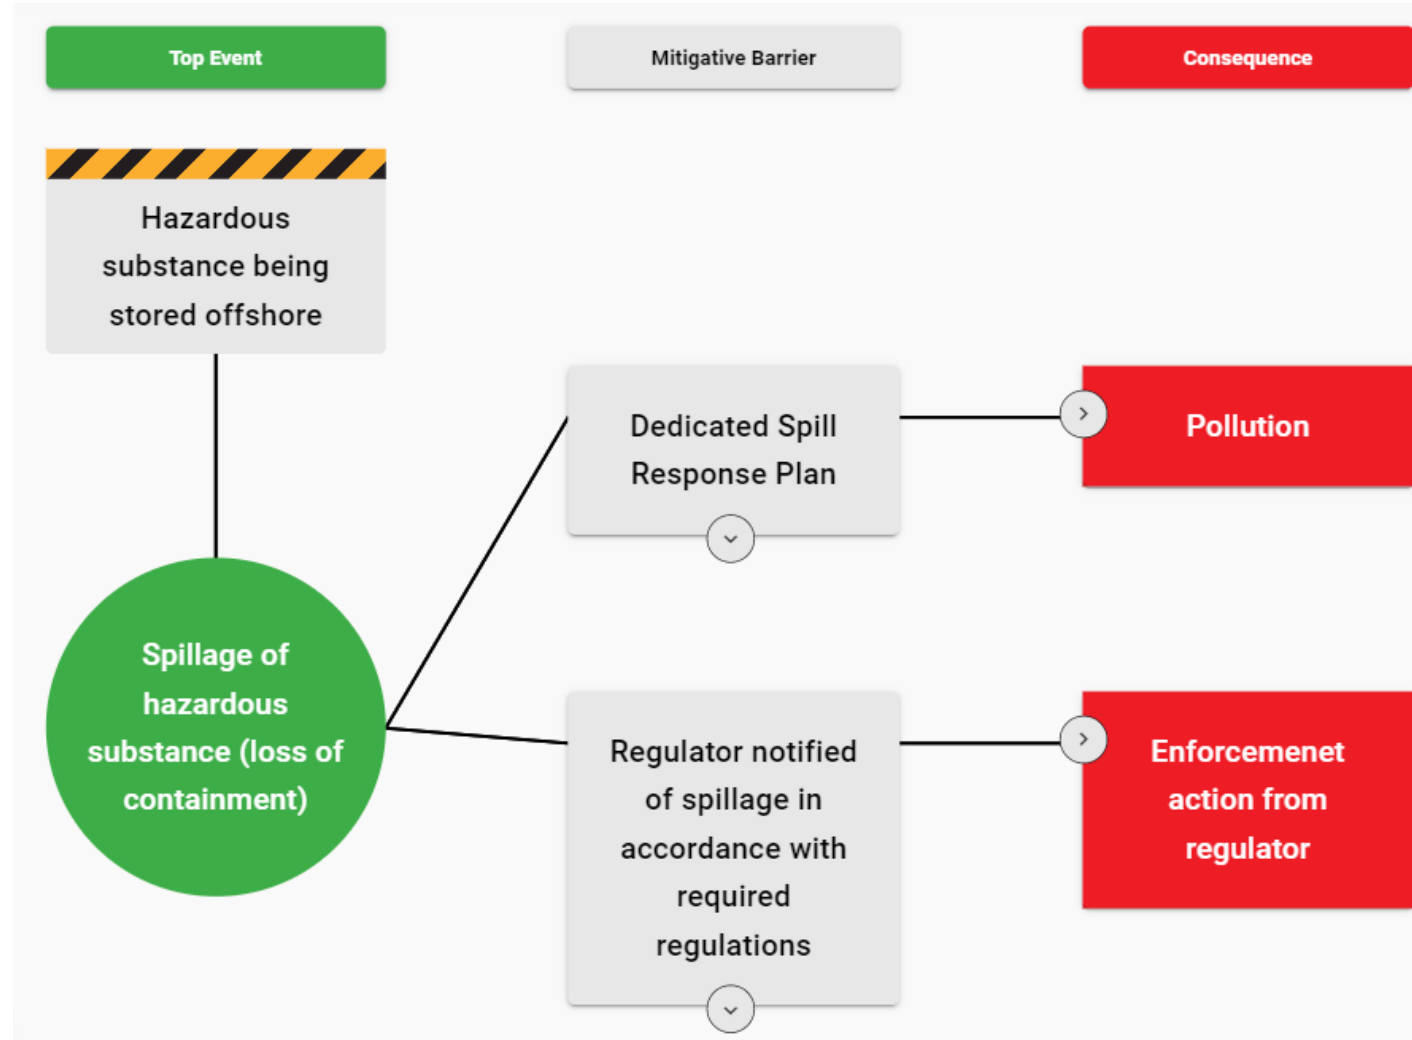 Top Event
Mitigative Barrier
Consequence
Hazardous
substance being
stored offshore
Dedicated Spill
Response Plan
Pollution
Spillage of
hazardous
substance (loss of
containment)
Regulator notified
of spillage in
accordance with
required
regulations
Enforcemenet
action from
regulator